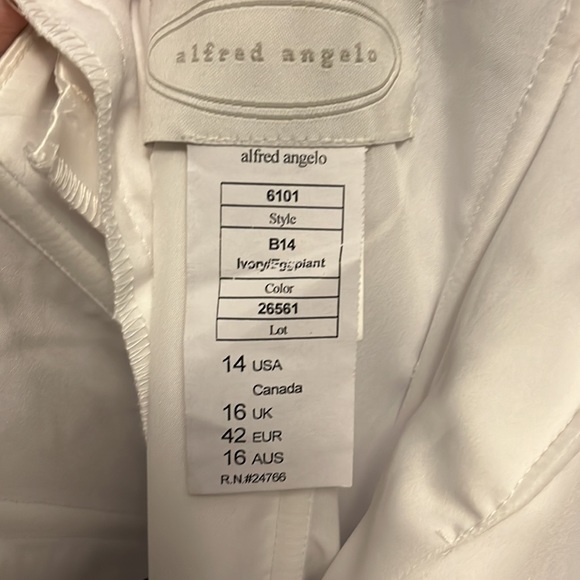 alfred angelo
alfred angelo
6101
Style
B14
Ivory/Eggplant
Color
26561
Lot
14 USA
Canada
16 UK
42 EUR
16 AUS
R.N.#24766